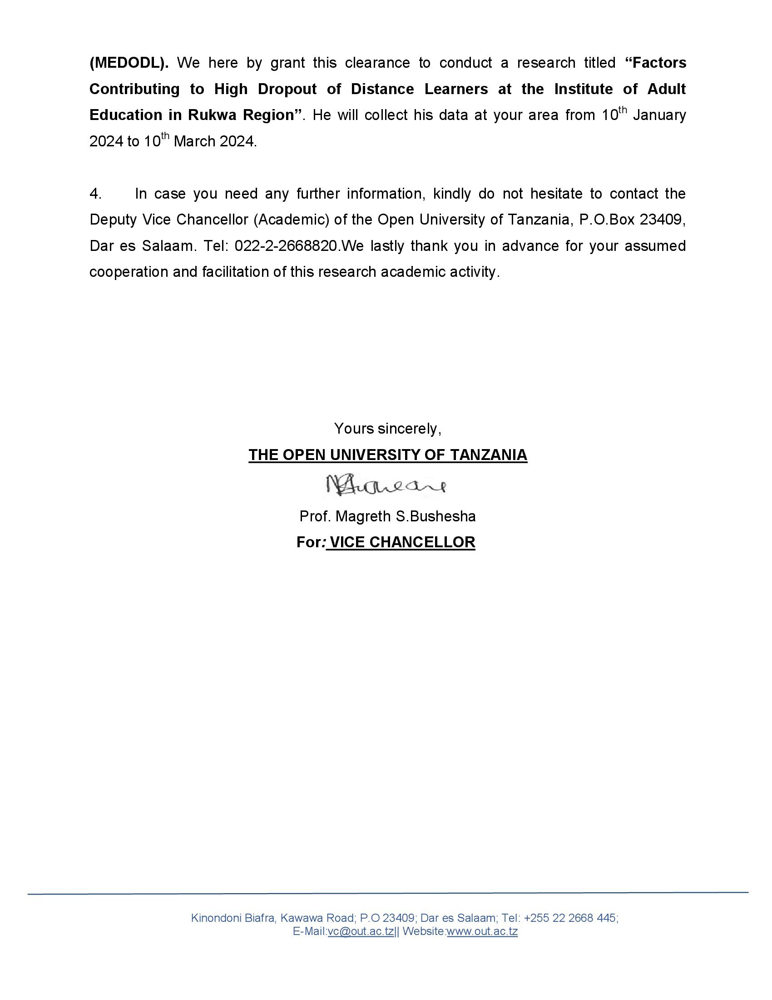 (MEDODL). We here by grant this clearance to conduct a research titled “Factors
Contributing to High Dropout of Distance Learners at the Institute of Adult
Education in Rukwa Region”. He will collect his data at your area from 10th January
2024 to 10th March 2024.
4. In case you need any further information, kindly do not hesitate to contact the
Deputy Vice Chancellor (Academic) of the Open University of Tanzania, P.O.Box 23409,
Dar es Salaam. Tel: 022-2-2668820.We lastly thank you in advance for your assumed
cooperation and facilitation of this research academic activity.
Yours sincerely,
THE OPEN UNIVERSITY OF TANZANIA
Prof. Magreth S.Bushesha
For: VICE CHANCELLOR
Kinondoni Biafra, Kawawa Road; P.O 23409; Dar es Salaam; Tel: +255 22 2668 445;
E-Mail:vc@out.ac.tz|| Website:www.out.ac.tz